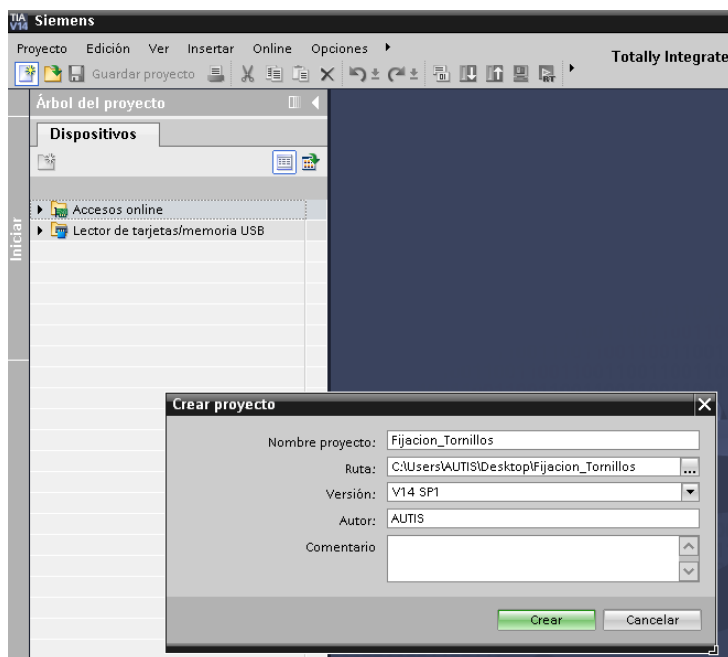 TIA
V14
Siemens
Proyecto Edición Ver Insertar Online Opciones
Guardar proyecto
Totally Integrate
Árbol del proyecto
Dispositivos
Iniciar
Accesos online
Lector de tarjetas/memoria USB
Crear proyecto
Nombre proyecto: Fijacion_Tornillos
Ruta: C:\Users\AUTIS\Desktop\Fijacion_Tornillos ...
Versión: V14 SP1
Autor: AUTIS
Comentario
Crear Cancelar